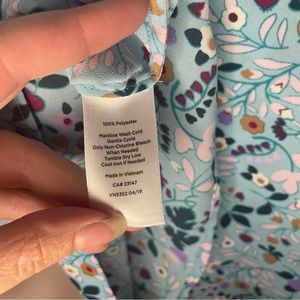 100% Polyester
Machine Wash Cold
Gentle Cycle
Only Non-Chlorine Bleach
When Needed
Tumble Dry Low
Cool Iron If Needed
Made in Vietnam
CA# 23147
VN5352 04/19